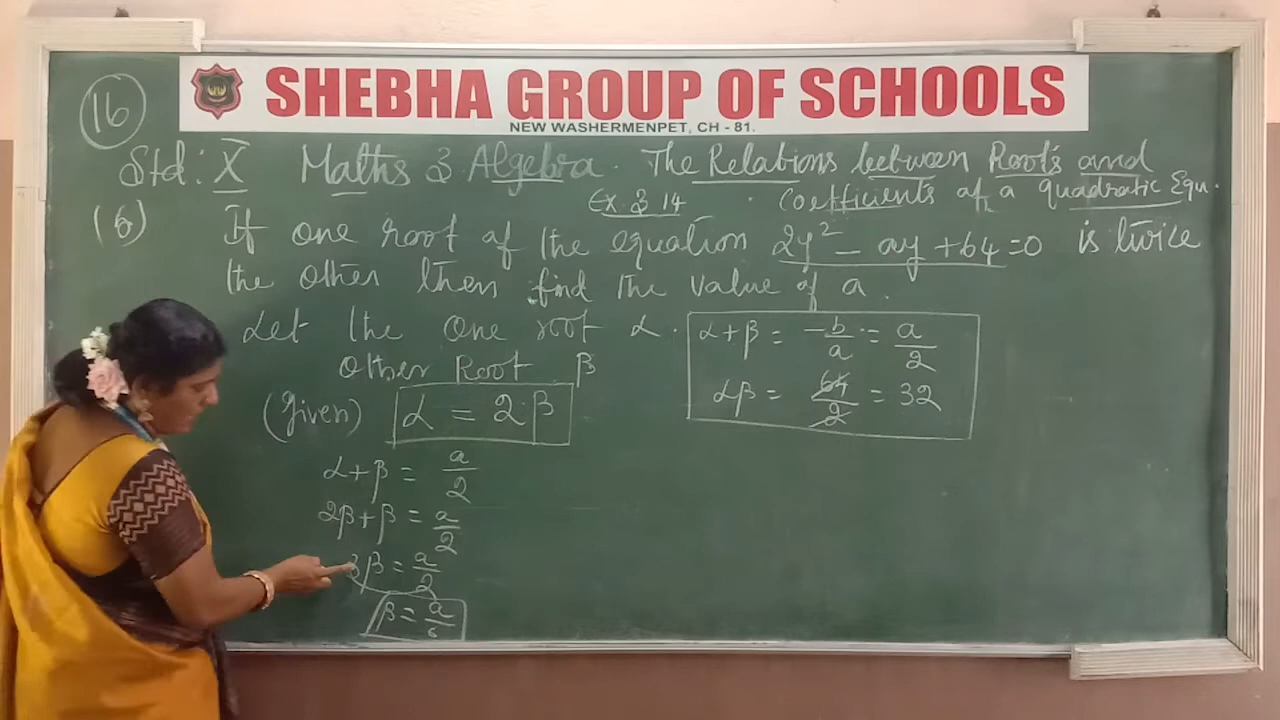 SHEBHA GROUP OF SCHOOLS
NEW WASHERMENPET, CH - 81.
16
Std: X Maths 3 Algebra. The Relations between Roots and
Ex 3.14 . Coefficients of a quadratic Equ.
(6) If one root of the equation 2y² - ay + 64 = 0 is twice
the other then find the value of a.
Let the one root α.
Other Root β
(Given) α = 2β
α + β = a/2
2β + β = a/2
3β = a/2
β = a/6
α + β = -b/a = a/2
αβ = 64/2 = 32